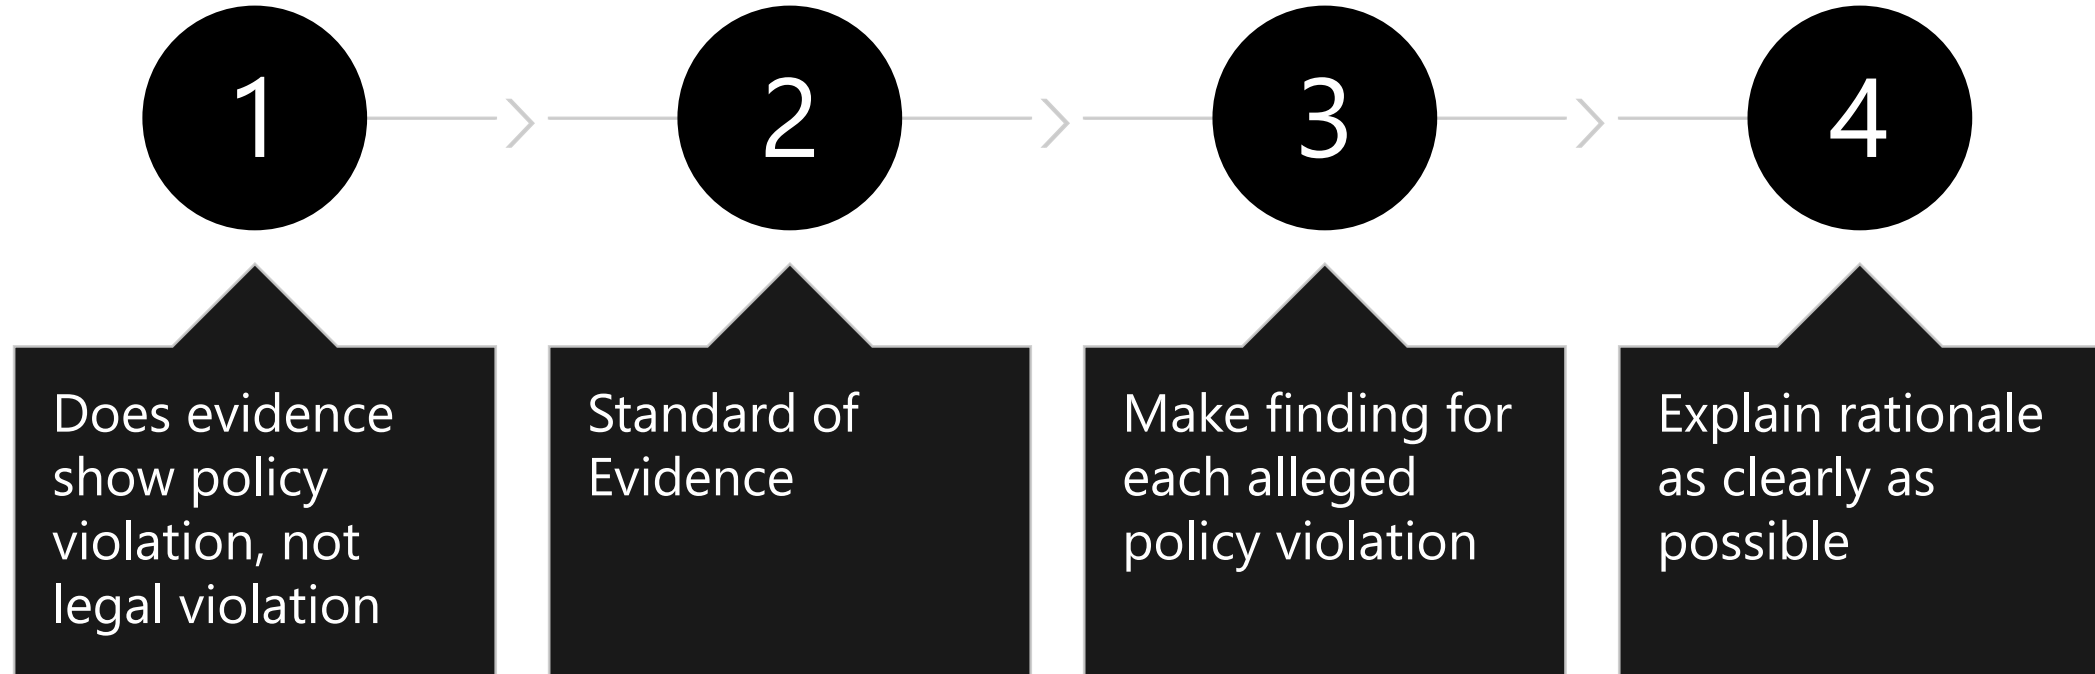 1
2
3
4
Does evidence
show policy
violation, not
legal violation
Standard of
Evidence
Make finding for
each alleged
policy violation
Explain rationale
as clearly as
possible